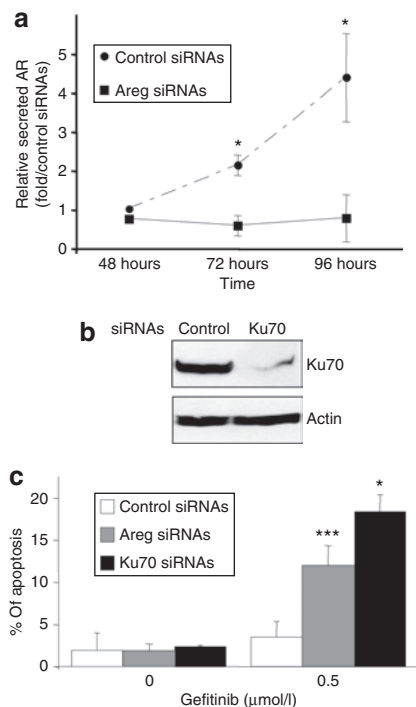 a
Relative secreted AR
(fold/control siRNAs)
5
4
3
2
1
0
Control siRNAs
Areg siRNAs
*
*
48 hours
72 hours
96 hours
Time
b
siRNAs Control Ku70
Ku70
Actin
c
% Of apoptosis
20
15
10
5
0
Control siRNAs
Areg siRNAs
Ku70 siRNAs
***
*
0
0.5
Gefitinib (μmol/l)